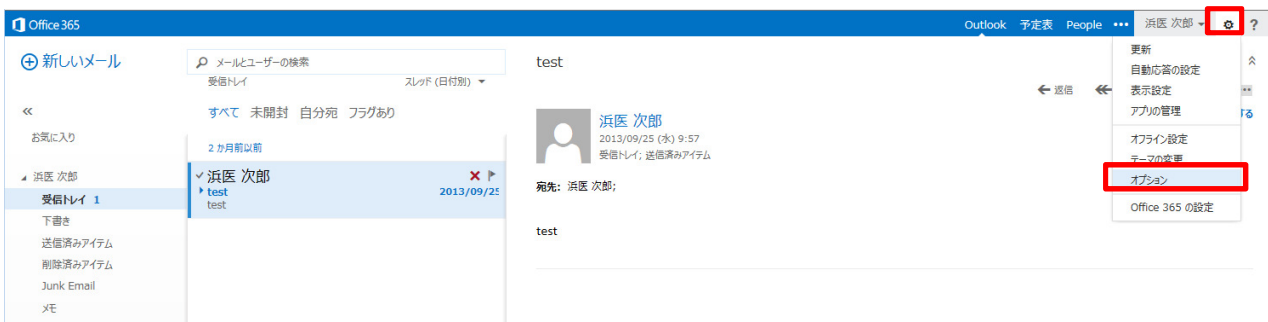 Office 365
Outlook 予定表 People ••• 浜医 次郎 ?
新しいメール
メールとユーザーの検索
受信トレイ スレッド (日付別)
すべて 未開封 自分宛 フラグあり
«
お気に入り
2 か月前以前
浜医 次郎
受信トレイ 1
下書き
送信済みアイテム
削除済みアイテム
Junk Email
メモ
浜医 次郎
test 2013/09/25
test
test
返信
浜医 次郎
2013/09/25 (水) 9:57
受信トレイ; 送信済みアイテム
宛先: 浜医 次郎;
test
更新
自動応答の設定
表示設定
アプリの管理
オフライン設定
テーマの変更
オプション
Office 365 の設定
する